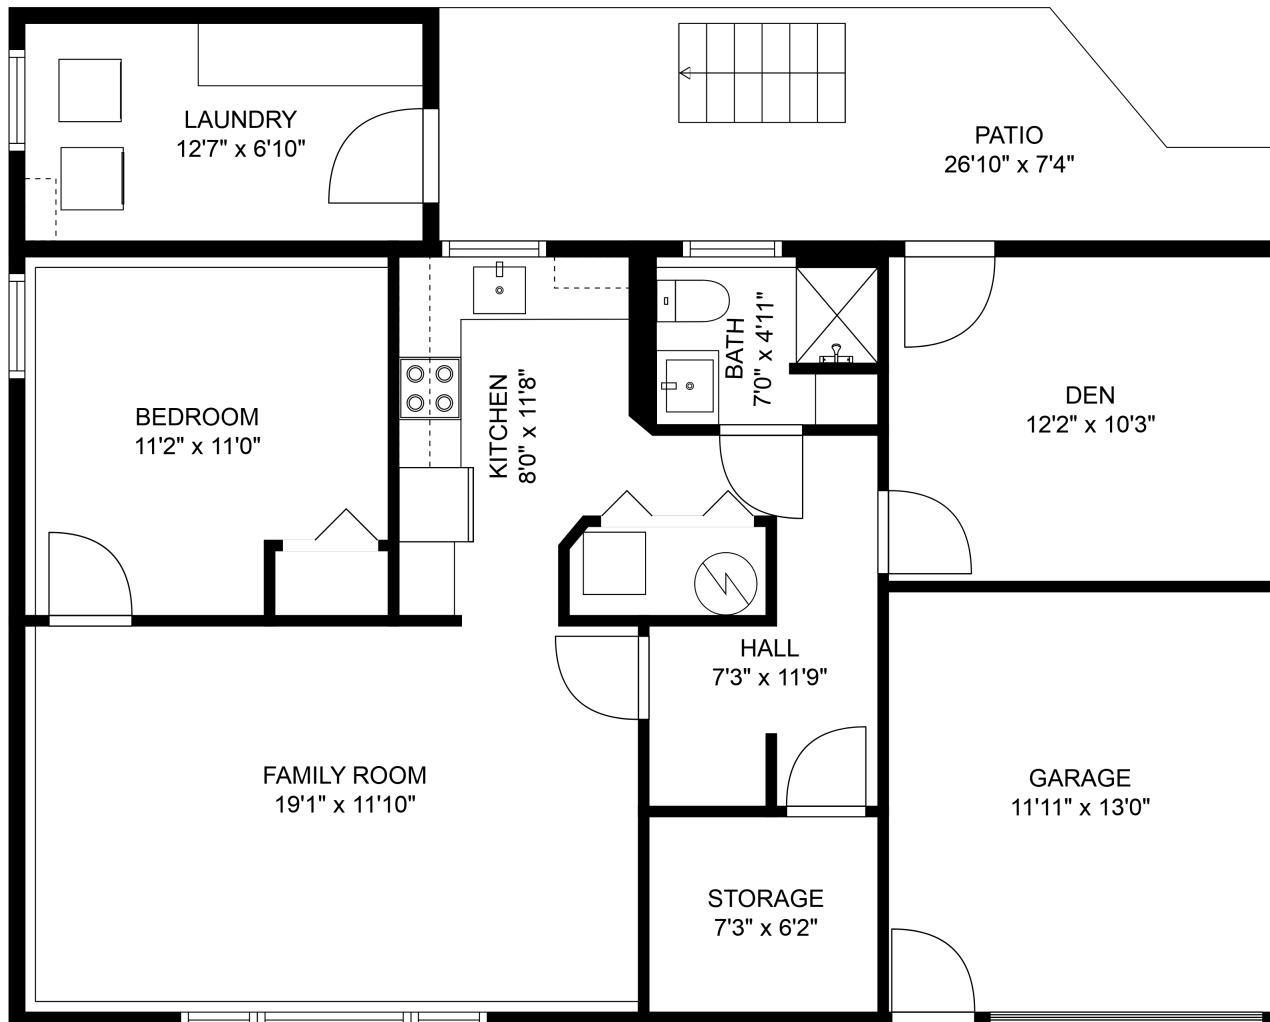 LAUNDRY
12'7" x 6'10"
PATIO
26'10" x 7'4"
BEDROOM
11'2" x 11'0"
KITCHEN
8'0" x 11'8"
BATH
7'0" x 4'11"
DEN
12'2" x 10'3"
HALL
7'3" x 11'9"
FAMILY ROOM
19'1" x 11'10"
GARAGE
11'11" x 13'0"
STORAGE
7'3" x 6'2"